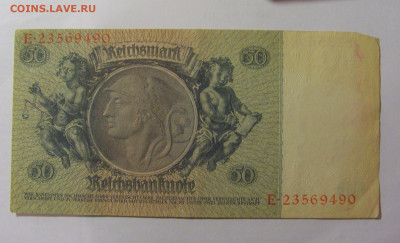 COINS.LAVE.RU
E·23569490
Reichsmark
50 50
50 50
Reichsbanknote
E·23569490